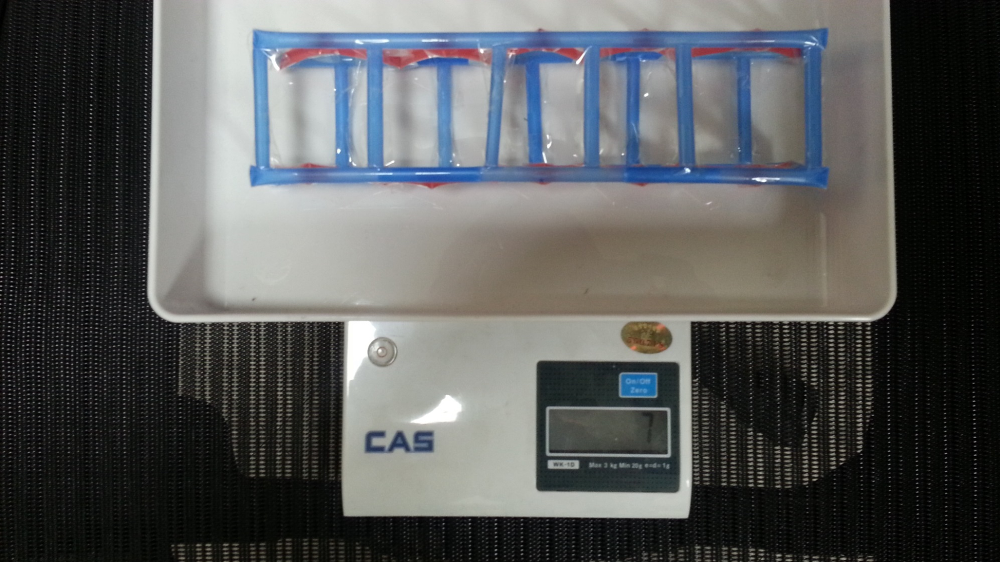 On/Off
Zero
7
CAS
WK-1D Max 3 kg Min 20g e=d= 1g